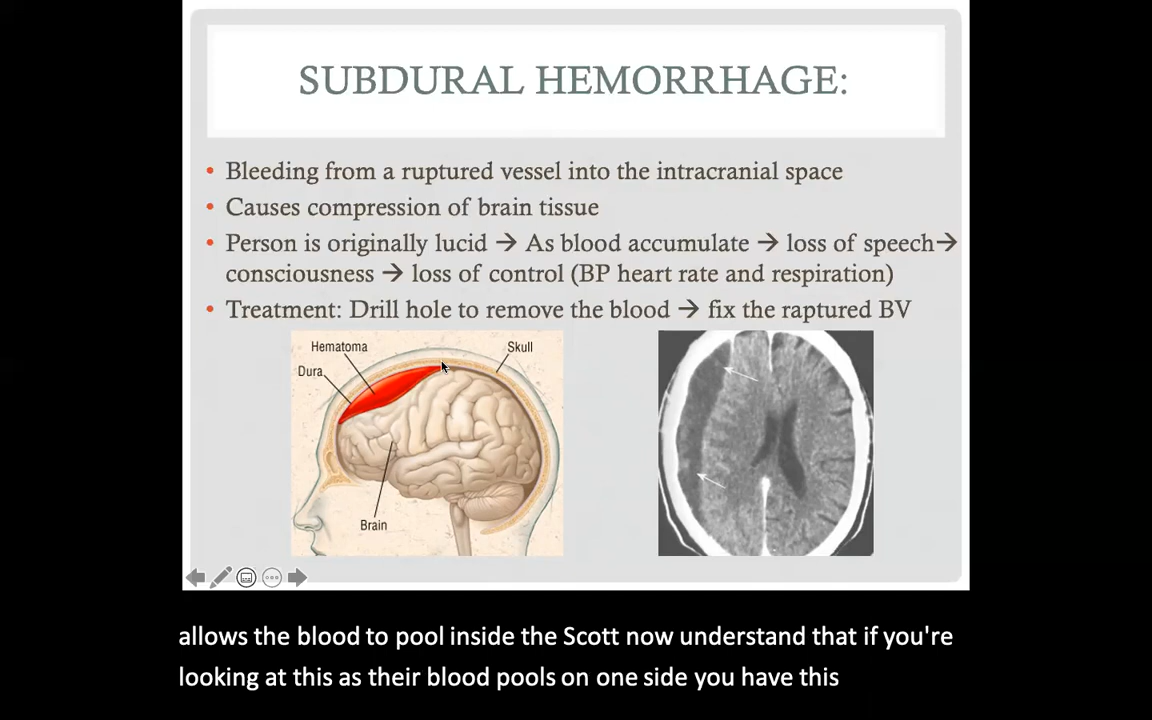 SUBDURAL HEMORRHAGE:
• Bleeding from a ruptured vessel into the intracranial space
• Causes compression of brain tissue
• Person is originally lucid → As blood accumulate → loss of speech→
consciousness → loss of control (BP heart rate and respiration)
• Treatment: Drill hole to remove the blood → fix the raptured BV
Hematoma
Skull
Dura
Brain
allows the blood to pool inside the Scott now understand that if you're
looking at this as their blood pools on one side you have this